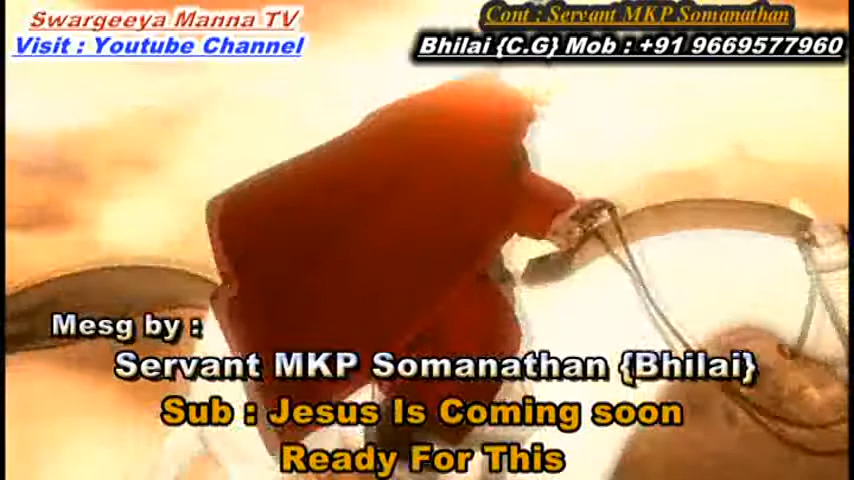 Swargeeya Manna TV
Visit : Youtube Channel
Cont : Servant MKP Somanathan
Bhilai {C.G} Mob : +91 9669577960
Mesg by :
Servant MKP Somanathan {Bhilai}
Sub : Jesus Is Coming soon
Ready For This